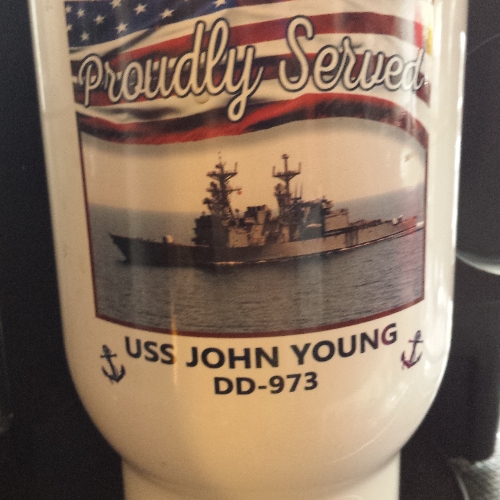 Proudly Served
USS JOHN YOUNG
DD-973